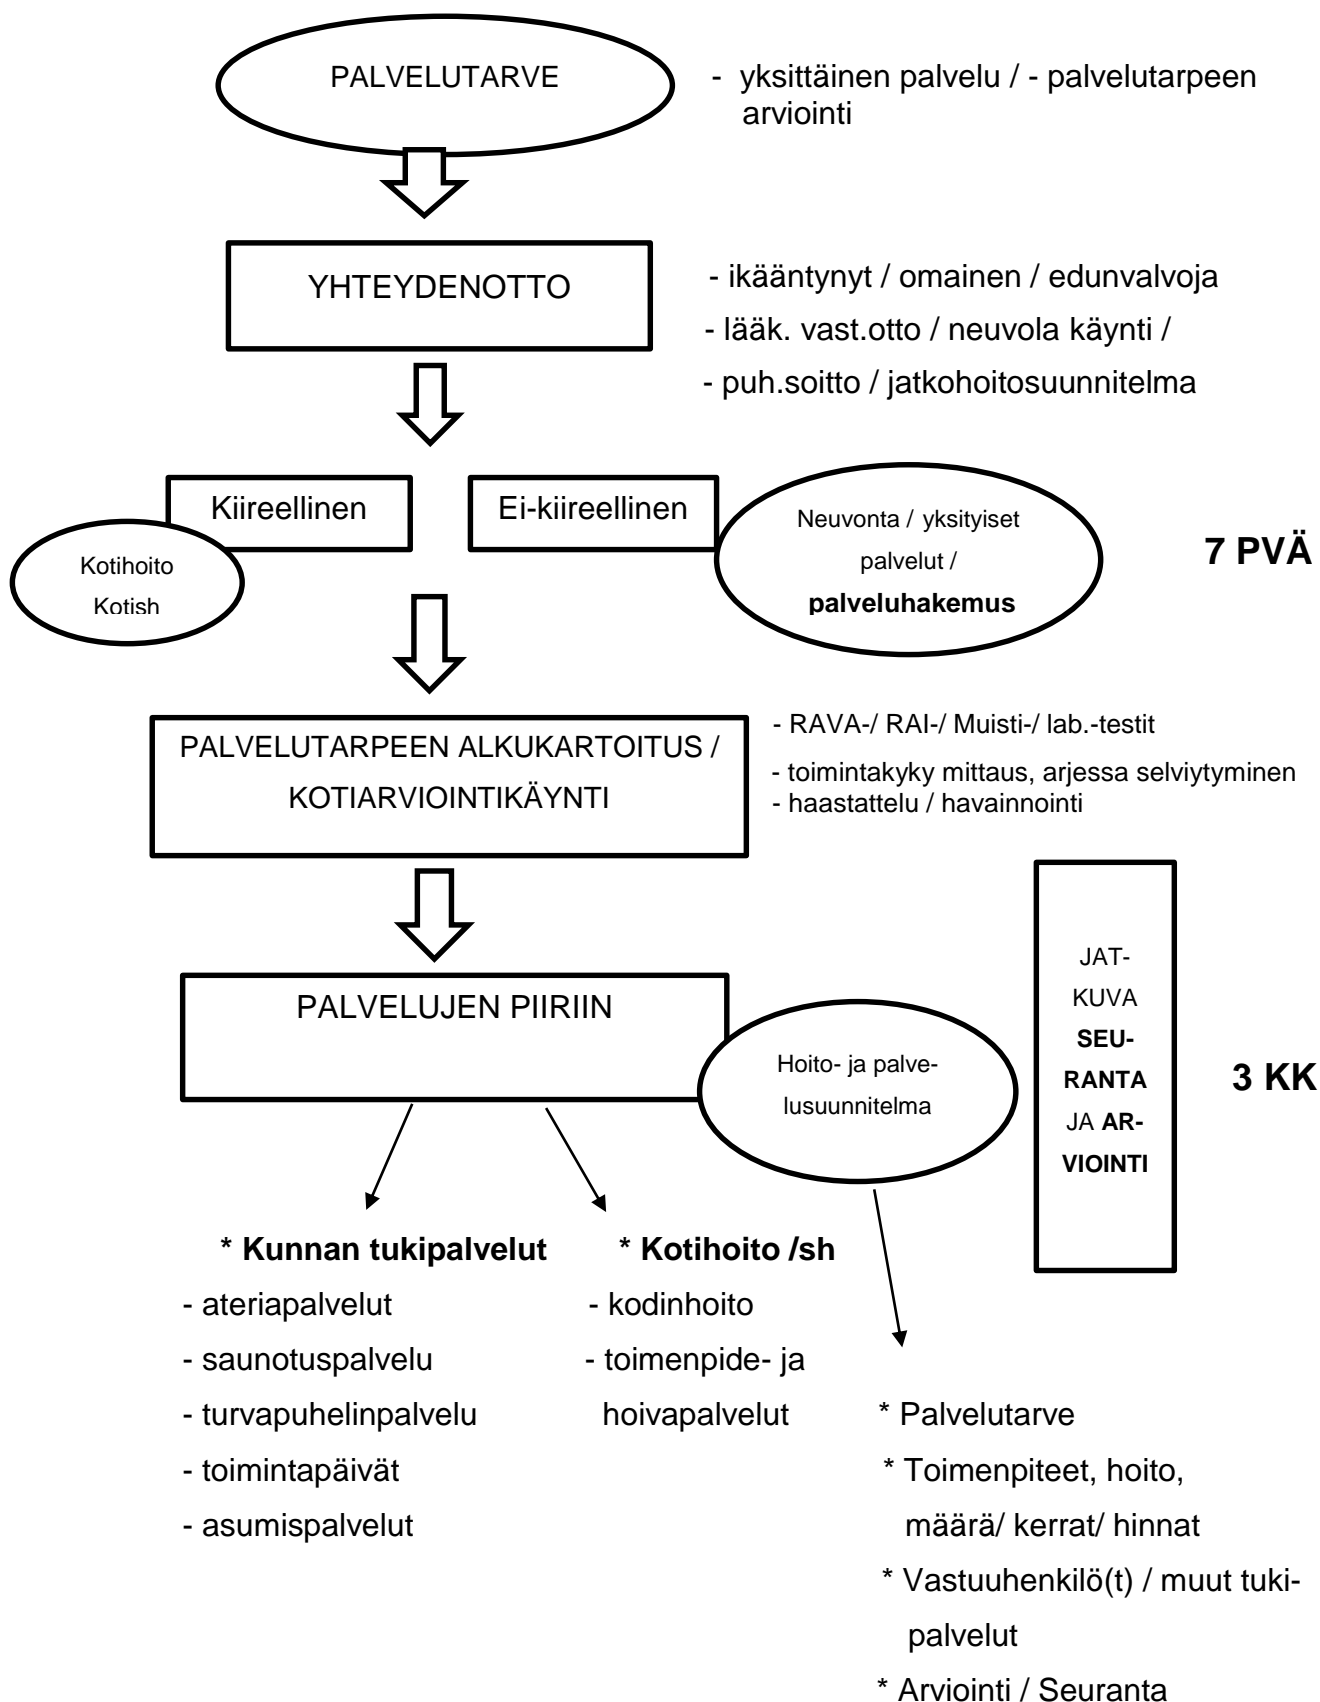 PALVELUTARVE
- yksittäinen palvelu / - palvelutarpeen
arviointi
YHTEYDENOTTO
- ikääntynyt / omainen / edunvalvoja
- lääk. vast.otto / neuvola käynti /
- puh.soitto / jatkohoitosuunnitelma
Kiireellinen
Ei-kiireellinen
Kotihoito
Kotish
Neuvonta / yksityiset
palvelut /
palveluhakemus
7 PVÄ
PALVELUTARPEEN ALKUKARTOITUS /
KOTIARVIOINTIKÄYNTI
- RAVA-/ RAI-/ Muisti-/ lab.-testit
- toimintakyky mittaus, arjessa selviytyminen
- haastattelu / havainnointi
PALVELUJEN PIIRIIN
Hoito- ja palve-
lusuunnitelma
JAT-
KUVA
SEU-
RANTA
JA AR-
VIOINTI
3 KK
* Kunnan tukipalvelut
- ateriapalvelut
- saunotuspalvelu
- turvapuhelinpalvelu
- toimintapäivät
- asumispalvelut
* Kotihoito /sh
- kodinhoito
- toimenpide- ja
hoivapalvelut
* Palvelutarve
* Toimenpiteet, hoito,
määrä/ kerrat/ hinnat
* Vastuuhenkilö(t) / muut tuki-
palvelut
* Arviointi / Seuranta